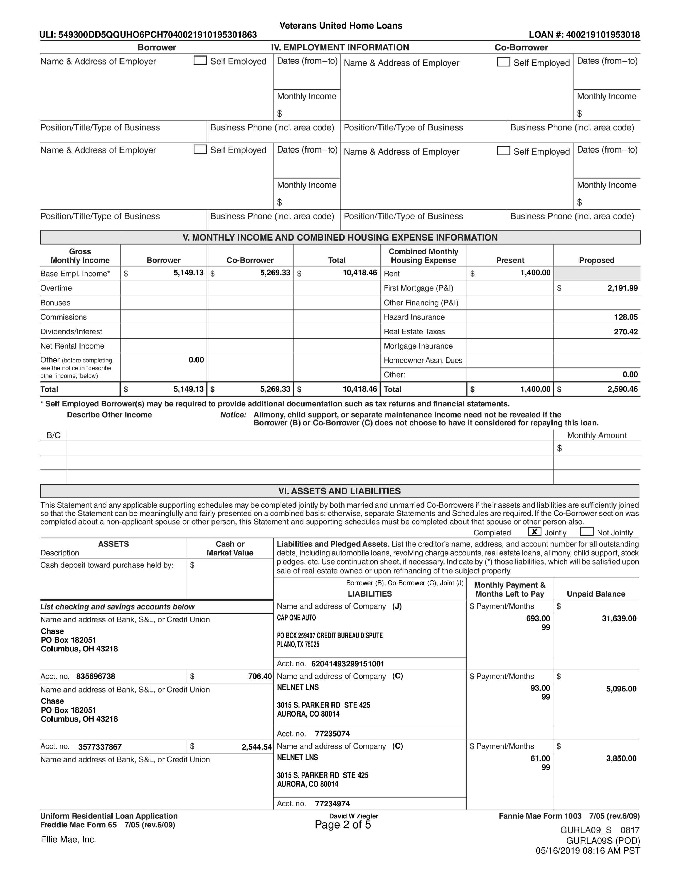 Veterans United Home Loans
ULI: 549300DD5QQUHO6PCH7040021910195301863 LOAN #: 400219101953018
Borrower IV. EMPLOYMENT INFORMATION Co-Borrower
Name & Address of Employer Self Employed Dates (from–to) Name & Address of Employer Self Employed Dates (from–to)
Monthly Income Monthly Income
$ $
Position/Title/Type of Business Business Phone (incl. area code) Position/Title/Type of Business Business Phone (incl. area code)
Name & Address of Employer Self Employed Dates (from–to) Name & Address of Employer Self Employed Dates (from–to)
Monthly Income Monthly Income
$ $
Position/Title/Type of Business Business Phone (incl. area code) Position/Title/Type of Business Business Phone (incl. area code)
V. MONTHLY INCOME AND COMBINED HOUSING EXPENSE INFORMATION
Gross Monthly Income Borrower Co-Borrower Total Combined Monthly Housing Expense Present Proposed
Base Empl. Income* $ 5,149.13 $ 5,269.33 $ 10,418.46 Rent $ 1,400.00
Overtime First Mortgage (P&I) $ 2,191.99
Bonuses Other Financing (P&I)
Commissions Hazard Insurance 128.05
Dividends/Interest Real Estate Taxes 270.42
Net Rental Income Mortgage Insurance
Other (before completing, see the notice in "describe other income," below) 0.00 Homeowner Assn. Dues
Other: 0.00
Total $ 5,149.13 $ 5,269.33 $ 10,418.46 Total $ 1,400.00 $ 2,590.46
* Self Employed Borrower(s) may be required to provide additional documentation such as tax returns and financial statements.
Describe Other Income Notice: Alimony, child support, or separate maintenance income need not be revealed if the
Borrower (B) or Co-Borrower (C) does not choose to have it considered for repaying this loan.
B/C Monthly Amount
$
VI. ASSETS AND LIABILITIES
This Statement and any applicable supporting schedules may be completed jointly by both married and unmarried Co-Borrowers if their assets and liabilities are sufficiently joined
so that the Statement can be meaningfully and fairly presented on a combined basis; otherwise, separate Statements and Schedules are required. If the Co-Borrower section was
completed about a non-applicant spouse or other person, this Statement and supporting schedules must be completed about that spouse or other person also.
Completed X Jointly Not Jointly
ASSETS
Description
Cash or Market Value
Cash deposit toward purchase held by: $
Liabilities and Pledged Assets. List the creditor's name, address, and account number for all outstanding
debts, including automobile loans, revolving charge accounts, real estate loans, alimony, child support, stock
pledges, etc. Use continuation sheet, if necessary. Indicate by (*) those liabilities, which will be satisfied upon
sale of real estate owned or upon refinancing of the subject property.
Borrower (B), Co-Borrower (C), Joint (J)
LIABILITIES
Monthly Payment & Months Left to Pay
Unpaid Balance
List checking and savings accounts below
Name and address of Bank, S&L, or Credit Union
Chase
PO Box 182051
Columbus, OH 43218
Name and address of Company (J)
CAP ONE AUTO
PO BOX 259407 CREDIT BUREAU DISPUTE
PLANO, TX 75025
Acct. no. 62041493299151001
$ Payment/Months $
693.00 31,639.00
99
Acct. no. 835896738 $ 706.40
Name and address of Bank, S&L, or Credit Union
Chase
PO Box 182051
Columbus, OH 43218
Name and address of Company (C)
NELNET LNS
3015 S. PARKER RD STE 425
AURORA, CO 80014
Acct. no. 77235074
$ Payment/Months $
93.00 5,096.00
99
Acct. no. 3577337867 $ 2,544.54
Name and address of Bank, S&L, or Credit Union
Name and address of Company (C)
NELNET LNS
3015 S. PARKER RD STE 425
AURORA, CO 80014
Acct. no. 77234974
$ Payment/Months $
61.00 3,850.00
99
Uniform Residential Loan Application
Freddie Mac Form 65 7/05 (rev.6/09)
David W Ziegler
Page 2 of 5
Fannie Mae Form 1003 7/05 (rev.6/09)
Ellie Mae, Inc.
GURLA09_S 0817
GURLA09S (POD)
05/16/2019 08:16 AM PST